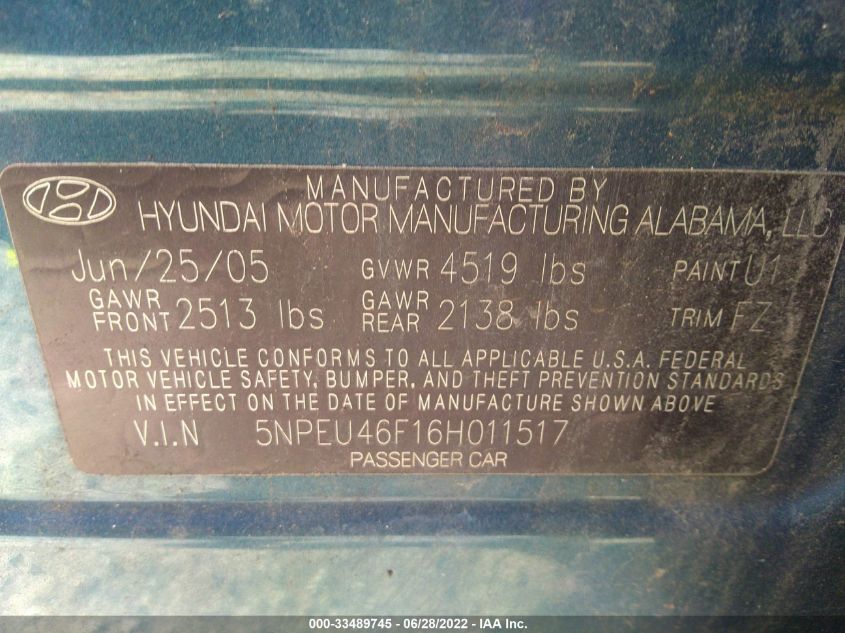 MANUFACTURED BY
HYUNDAI MOTOR MANUFACTURING ALABAMA, LLC
Jun/25/05 GVWR 4519 lbs PAINT U1
GAWR FRONT 2513 lbs GAWR REAR 2138 lbs TRIM FZ
THIS VEHICLE CONFORMS TO ALL APPLICABLE U.S.A. FEDERAL
MOTOR VEHICLE SAFETY, BUMPER, AND THEFT PREVENTION STANDARDS
IN EFFECT ON THE DATE OF MANUFACTURE SHOWN ABOVE
V.I.N 5NPEU46F16H011517
PASSENGER CAR
000-33489745 - 06/28/2022 - IAA Inc.